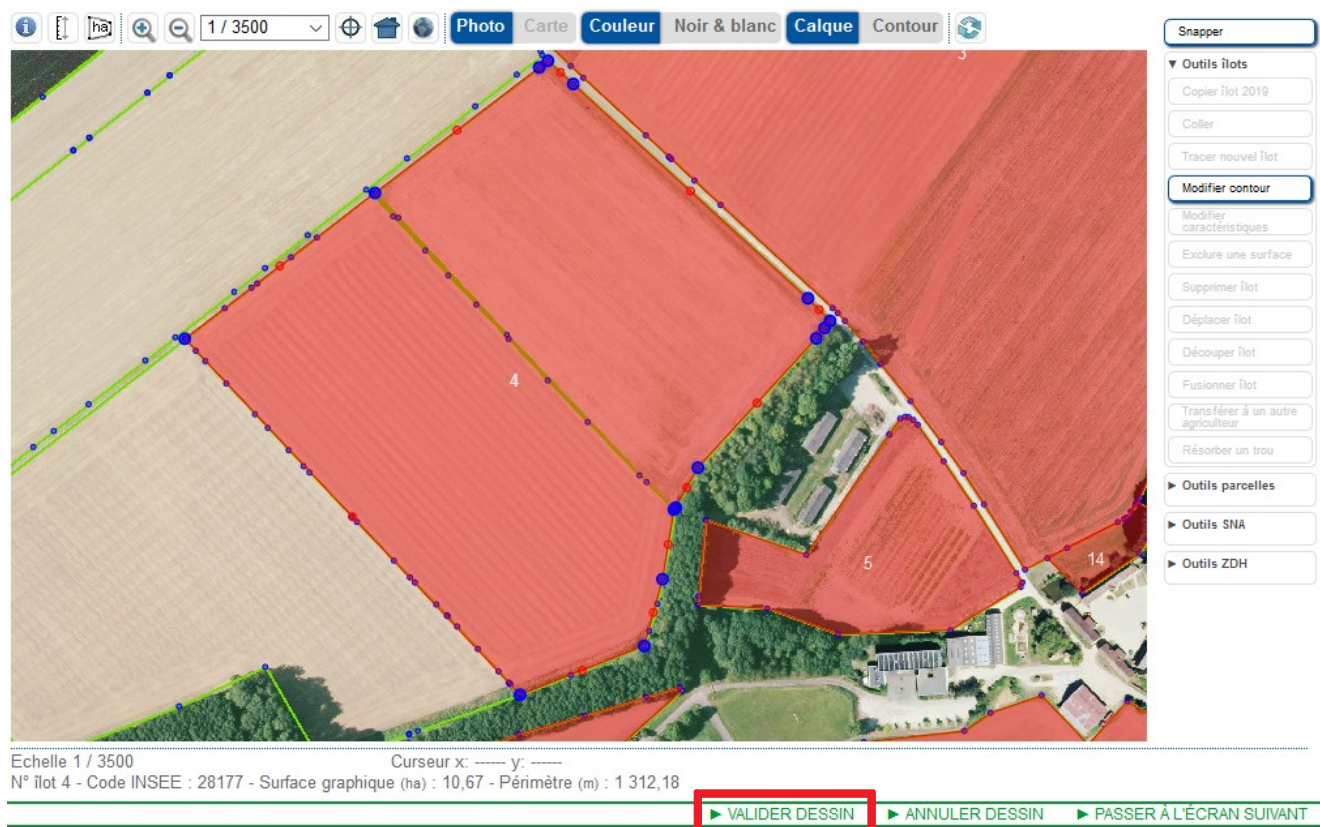 ha 1 / 3500 Photo Carte Couleur Noir & blanc Calque Contour
Snapper
▼ Outils îlots
Copier îlot 2019
Coller
Tracer nouvel îlot
Modifier contour
Modifier
caractéristiques
Exclure une surface
Supprimer îlot
Déplacer îlot
Découper îlot
Fusionner îlot
Transférer à un autre
agriculteur
Résorber un trou
► Outils parcelles
► Outils SNA
► Outils ZDH
3
4
5
14
Echelle 1 / 3500 Curseur x: ------ y: ------
N° îlot 4 - Code INSEE : 28177 - Surface graphique (ha) : 10,67 - Périmètre (m) : 1 312,18
► VALIDER DESSIN ► ANNULER DESSIN ► PASSER À L'ÉCRAN SUIVANT